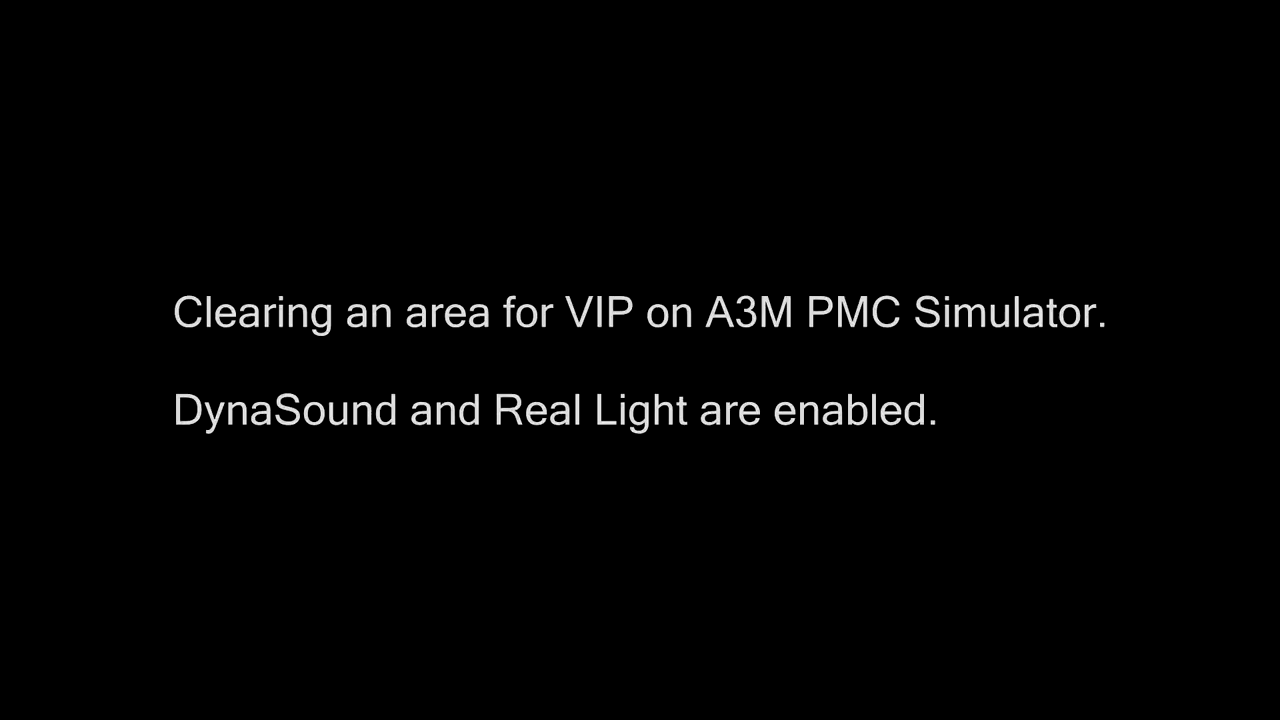 Clearing an area for VIP on A3M PMC Simulator.
DynaSound and Real Light are enabled.